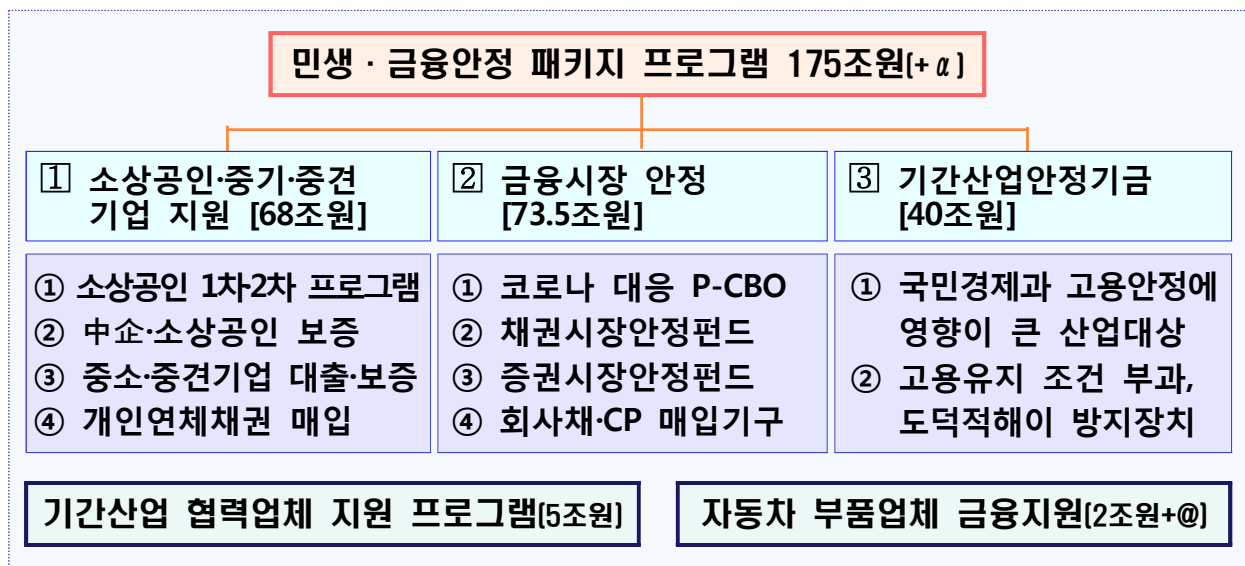 민생·금융안정 패키지 프로그램 175조원(+α)
1 소상공인·중기·중견
기업 지원 [68조원]
① 소상공인 1차·2차 프로그램
② 中企·소상공인 보증
③ 중소·중견기업 대출·보증
④ 개인연체채권 매입
2 금융시장 안정
[73.5조원]
① 코로나 대응 P-CBO
② 채권시장안정펀드
③ 증권시장안정펀드
④ 회사채·CP 매입기구
3 기간산업안정기금
[40조원]
① 국민경제과 고용안정에
영향이 큰 산업대상
② 고용유지 조건 부과,
도덕적해이 방지장치
기간산업 협력업체 지원 프로그램(5조원)
자동차 부품업체 금융지원(2조원+@)